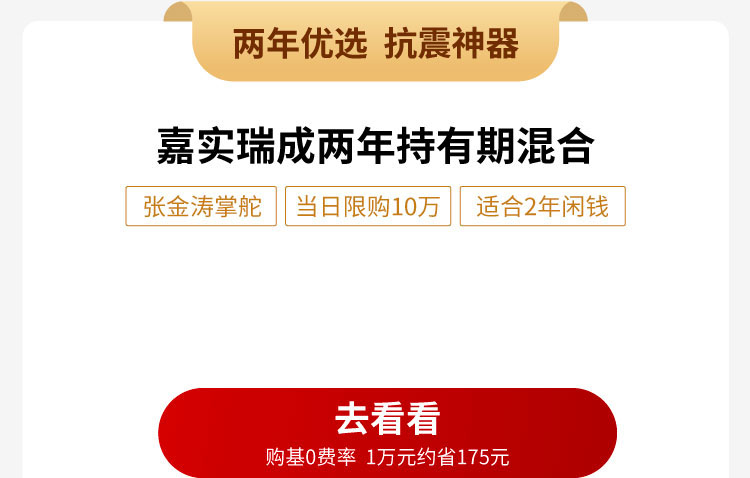 两年优选 抗震神器
嘉实瑞成两年持有期混合
张金涛掌舵 当日限购10万 适合2年闲钱
去看看
购基0费率 1万元约省175元